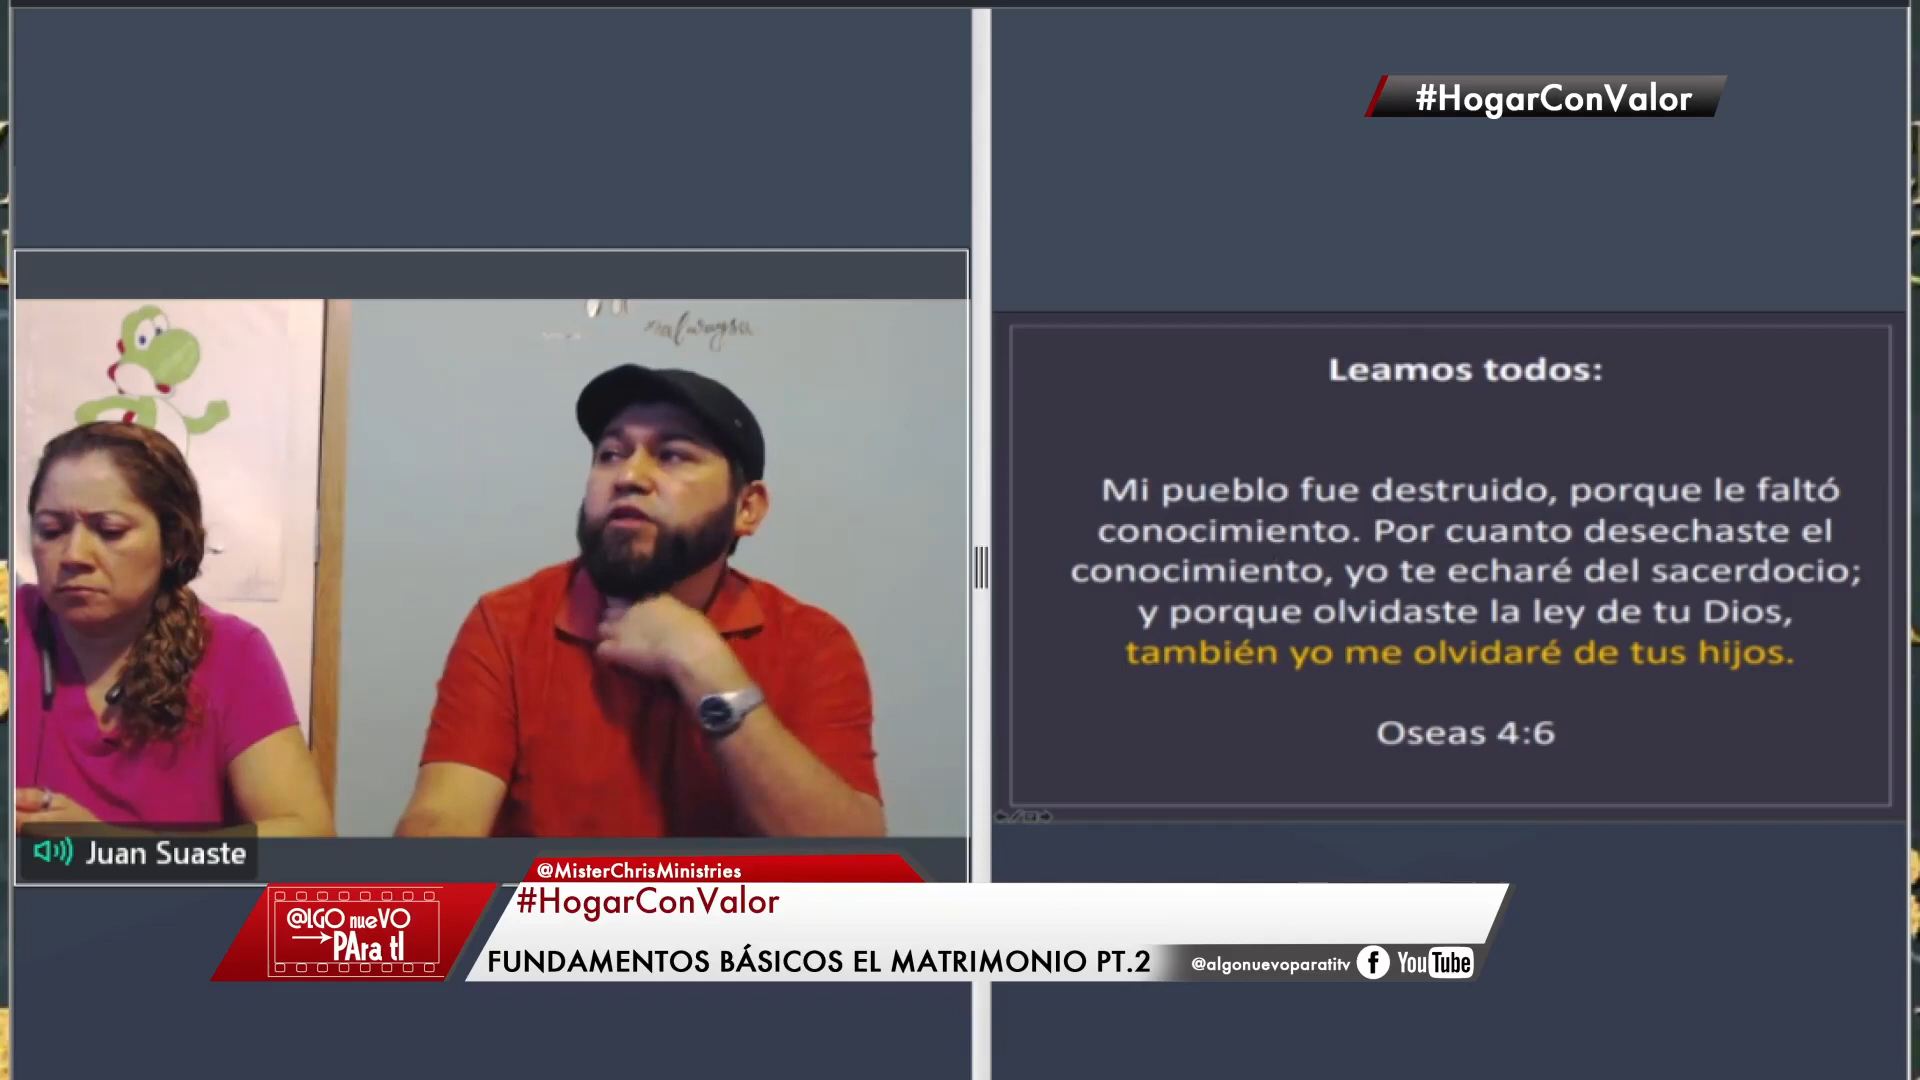 #HogarConValor
Leamos todos:
Mi pueblo fue destruido, porque le faltó
conocimiento. Por cuanto desechaste el
conocimiento, yo te echaré del sacerdocio;
y porque olvidaste la ley de tu Dios,
también yo me olvidaré de tus hijos.
Oseas 4:6
Juan Suaste
@MisterChrisMinistries
#HogarConValor
@LGO nueVO
PAra tI
FUNDAMENTOS BÁSICOS EL MATRIMONIO PT.2
@algonuevoparatitv f YouTube